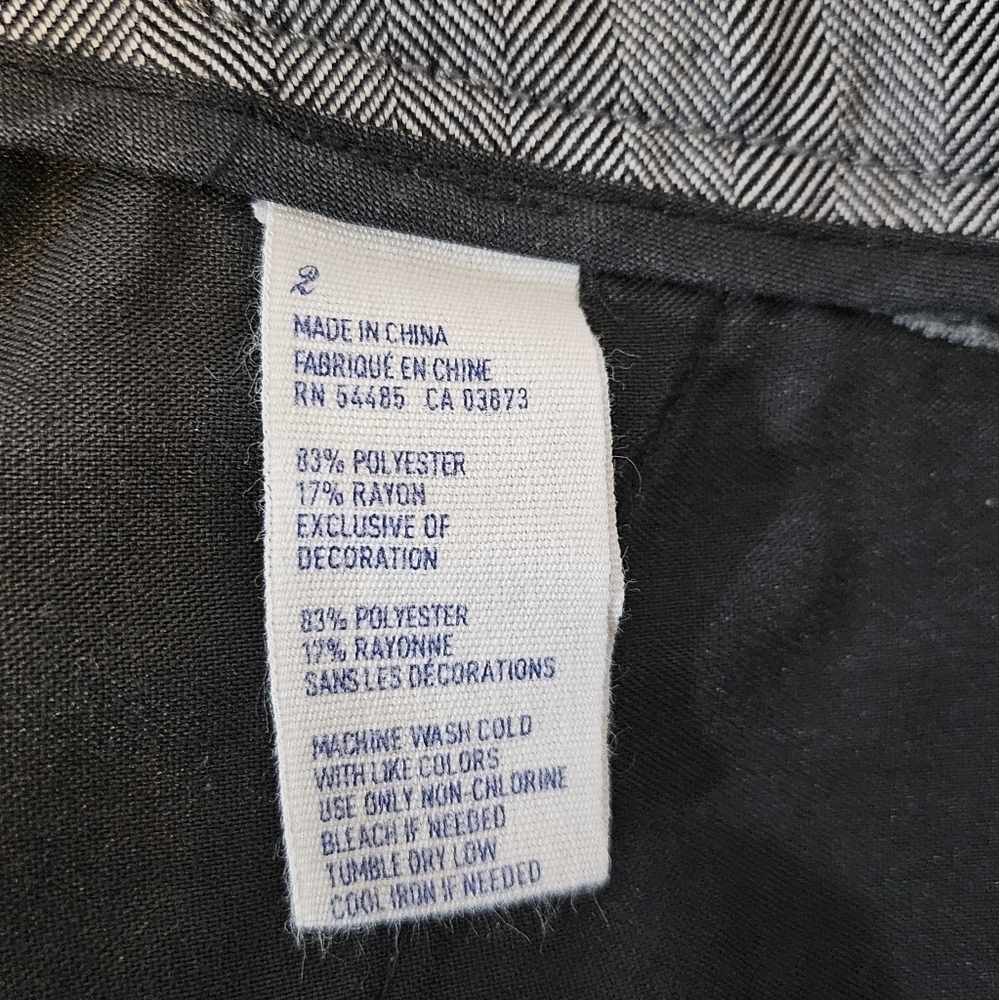 2
MADE IN CHINA
FABRIQUÉ EN CHINE
RN 54485 CA 03873
83% POLYESTER
17% RAYON
EXCLUSIVE OF
DECORATION
83% POLYESTER
17% RAYONNE
SANS LES DÉCORATIONS
MACHINE WASH COLD
WITH LIKE COLORS
USE ONLY NON-CHLORINE
BLEACH IF NEEDED
TUMBLE DRY LOW
COOL IRON IF NEEDED